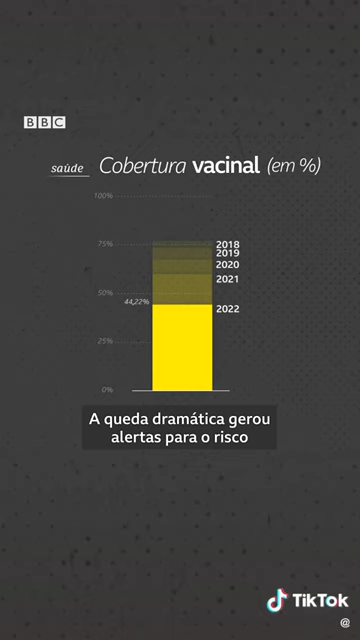 BBC
saúde Cobertura vacinal (em %)
100%
75%
2018
2019
2020
2021
50%
44,22%
2022
25%
0%
A queda dramática gerou
alertas para o risco
TikTok
@